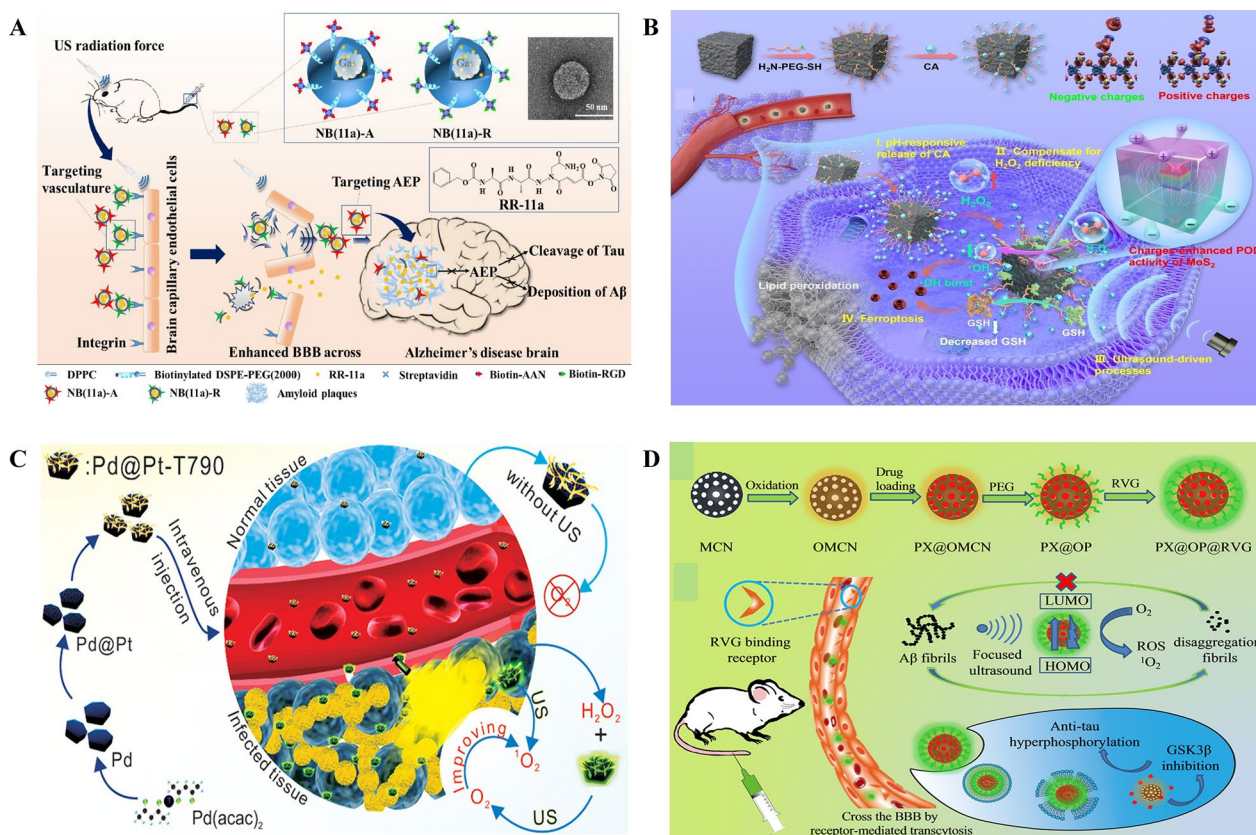 A
US radiation force
Gas
Gas
NB(11a)-A
NB(11a)-R
50 nm
Targeting
vasculature
Targeting AEP
RR-11a
Brain capillary endothelial cells
Cleavage of Tau
AEP
Deposition of Aβ
Integrin
Enhanced BBB across
Alzheimer's disease brain
DPPC
Biotinylated DSPE-PEG(2000)
RR-11a
Streptavidin
Biotin-AAN
Biotin-RGD
NB(11a)-A
NB(11a)-R
Amyloid plaques
B
H₂N-PEG-SH
CA
Negative charges
Positive charges
I. pH-responsive
release of CA
II. Compensate for
H₂O₂ deficiency
H₂O₂
Charges-enhanced POD
activity of MoS₂
·OH
·OH burst
Lipid peroxidation
IV. Ferroptosis
GSH
GSH
Decreased GSH
III. Ultrasound-driven
processes
C
:Pd@Pt-T790
Normal tissue
without US
Intravenous
injection
O₂
Pd@Pt
Pd
Pd(acac)₂
Infected tissue
US
H₂O₂
+
Improving
¹O₂
O₂
US
D
Oxidation
Drug
loading
PEG
RVG
MCN
OMCN
PX@OMCN
PX@OP
PX@OP@RVG
RVG binding
receptor
LUMO
O₂
Aβ fibrils
Focused
ultrasound
HOMO
ROS
¹O₂
disaggregation
fibrils
Anti-tau
hyperphosphorylation
GSK3β
inhibition
Cross the BBB by
receptor-mediated transcytosis